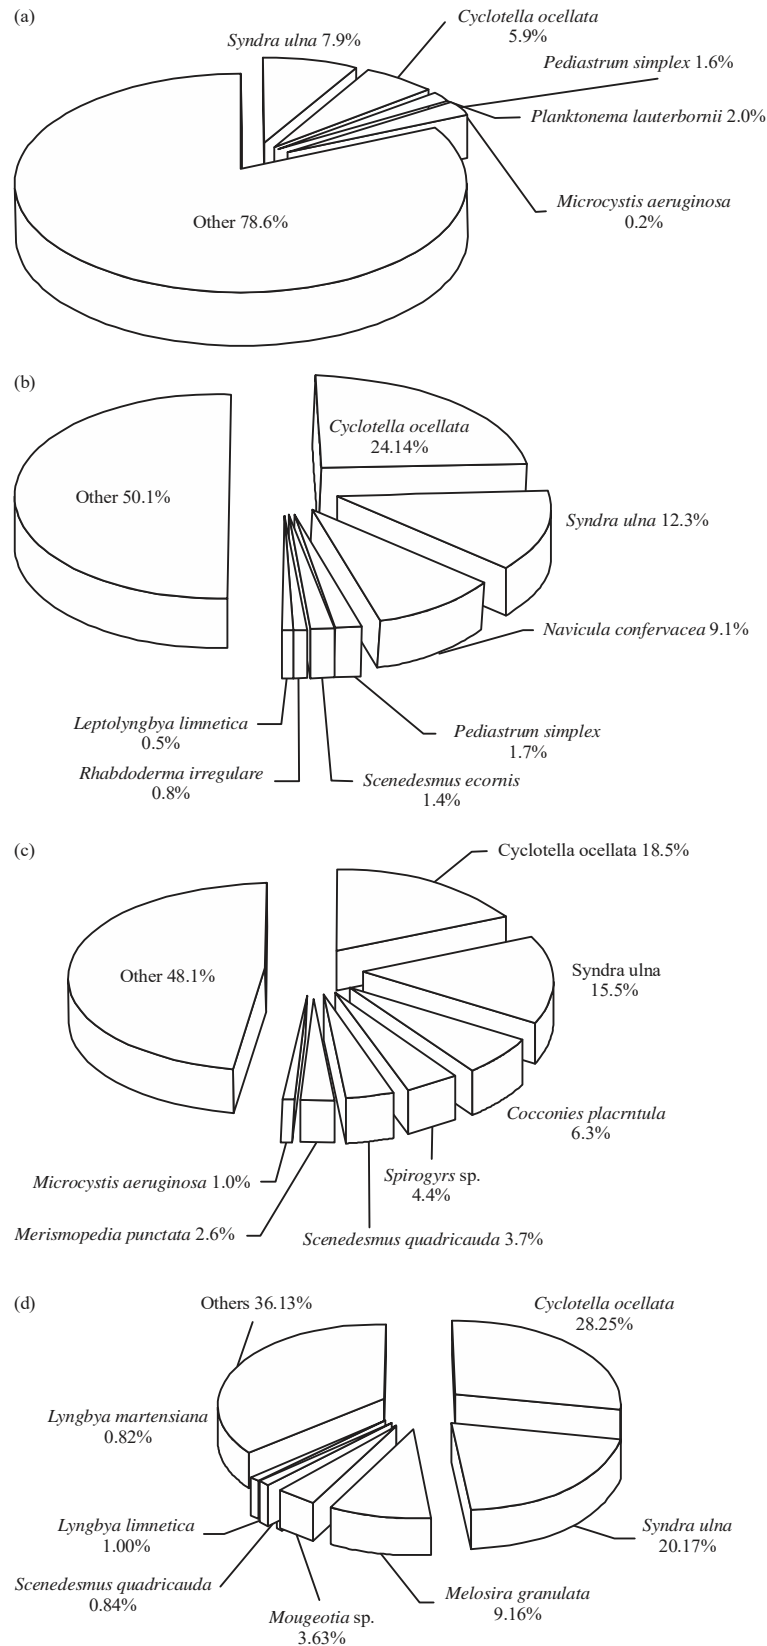 (a)
Syndra ulna 7.9%
Cyclotella ocellata
5.9%
Pediastrum simplex 1.6%
Planktonema lauterbornii 2.0%
Microcystis aeruginosa
0.2%
Other 78.6%
(b)
Cyclotella ocellata
24.14%
Other 50.1%
Syndra ulna 12.3%
Navicula confervacea 9.1%
Leptolyngbya limnetica
0.5%
Pediastrum simplex
1.7%
Rhabdoderma irregulare
0.8%
Scenedesmus ecornis
1.4%
(c)
Cyclotella ocellata 18.5%
Other 48.1%
Syndra ulna
15.5%
Cocconies placrntula
6.3%
Spirogyrs sp.
4.4%
Microcystis aeruginosa 1.0%
Merismopedia punctata 2.6%
Scenedesmus quadricauda 3.7%
(d)
Others 36.13%
Cyclotella ocellata
28.25%
Lyngbya martensiana
0.82%
Lyngbya limnetica
1.00%
Syndra ulna
20.17%
Scenedesmus quadricauda
0.84%
Melosira granulata
9.16%
Mougeotia sp.
3.63%